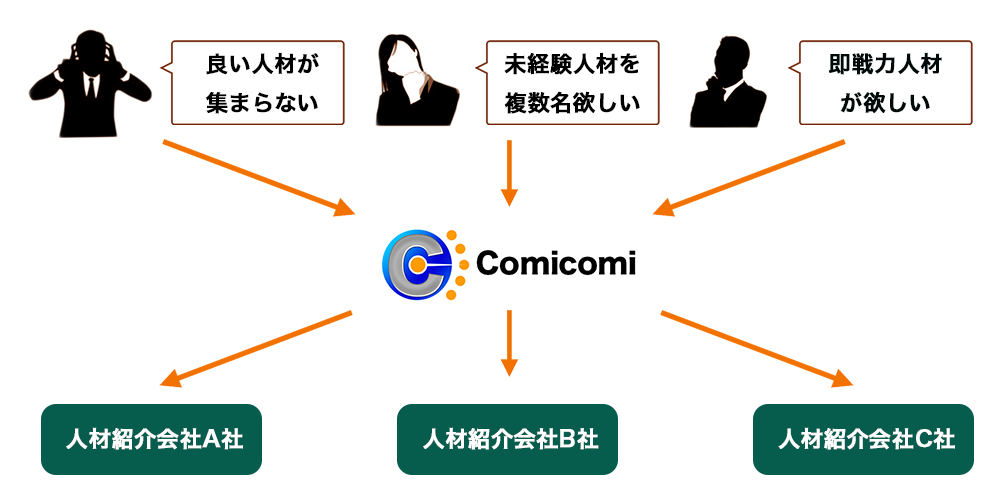 良い人材が
集まらない
未経験人材を
複数名欲しい
即戦力人材
が欲しい
Comicomi
人材紹介会社A社
人材紹介会社B社
人材紹介会社C社